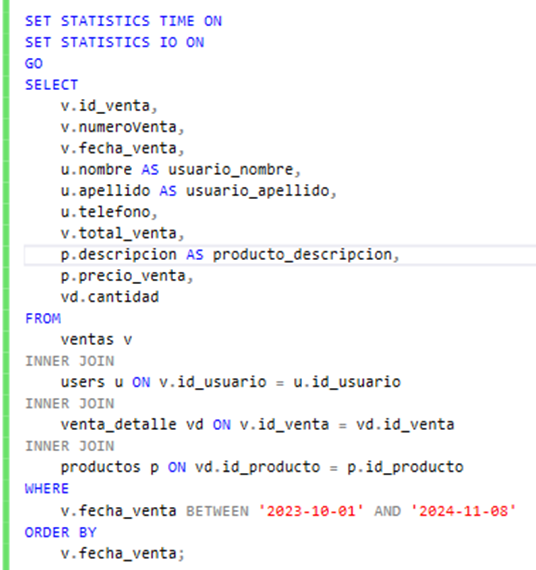 SET STATISTICS TIME ON
SET STATISTICS IO ON
GO
SELECT
    v.id_venta,
    v.numeroVenta,
    v.fecha_venta,
    u.nombre AS usuario_nombre,
    u.apellido AS usuario_apellido,
    u.telefono,
    v.total_venta,
    p.descripcion AS producto_descripcion,
    p.precio_venta,
    vd.cantidad
FROM
    ventas v
INNER JOIN
    users u ON v.id_usuario = u.id_usuario
INNER JOIN
    venta_detalle vd ON v.id_venta = vd.id_venta
INNER JOIN
    productos p ON vd.id_producto = p.id_producto
WHERE
    v.fecha_venta BETWEEN '2023-10-01' AND '2024-11-08'
ORDER BY
    v.fecha_venta;